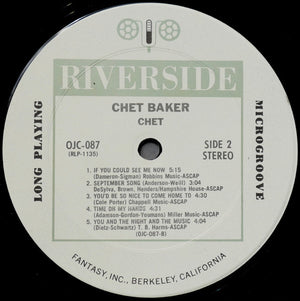 RIVERSIDE
CHET BAKER
CHET
OJC-087
(RLP-1135)
SIDE 2
STEREO
LONG PLAYING
MICROGROOVE
1. IF YOU COULD SEE ME NOW 5:15
(Dameron-Sigman) Robbins Music-ASCAP
2. SEPTEMBER SONG (Anderson-Weill) 3:04
DeSylva, Brown, Henders/Hampshire House-ASCAP
3. YOU'D BE SO NICE TO COME HOME TO 4:30
(Cole Porter) Chappell Music-ASCAP
4. TIME ON MY HANDS 4:31
(Adamson-Gordon-Youmans) Miller Music-ASCAP
5. YOU AND THE NIGHT AND THE MUSIC 4:09
(Dietz-Schwartz) T. B. Harms-ASCAP
(OJC-087-B)
FANTASY, INC., BERKELEY, CALIFORNIA